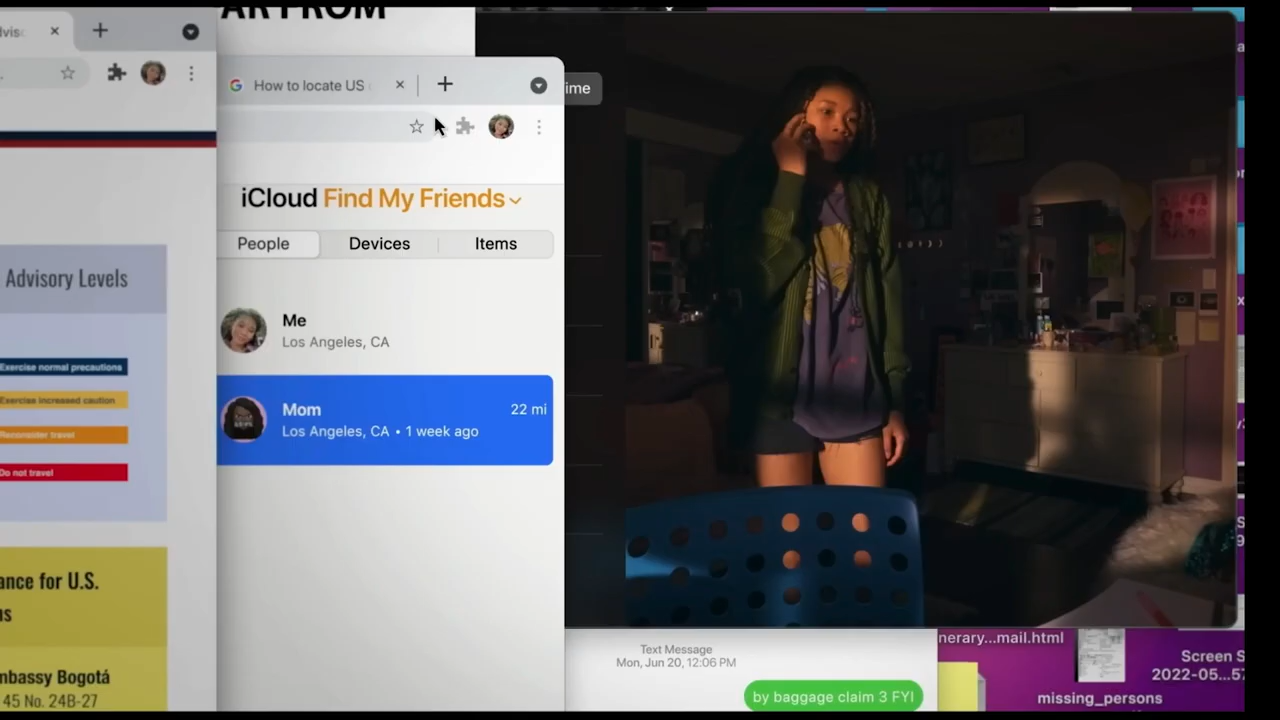 AR FROM
How to locate US
ime
iCloud Find My Friends
People
Devices
Items
Advisory Levels
Me
Los Angeles, CA
Exercise normal precautions
Exercise increased caution
Reconsider travel
Do not travel
Mom
22 mi
Los Angeles, CA • 1 week ago
ance for U.S.
ns
mbassy Bogotá
45 No. 24B-27
Text Message
Mon, Jun 20, 12:06 PM
by baggage claim 3 FYI
nerary...mail.html
Screen S
2022-05...57
missing_persons